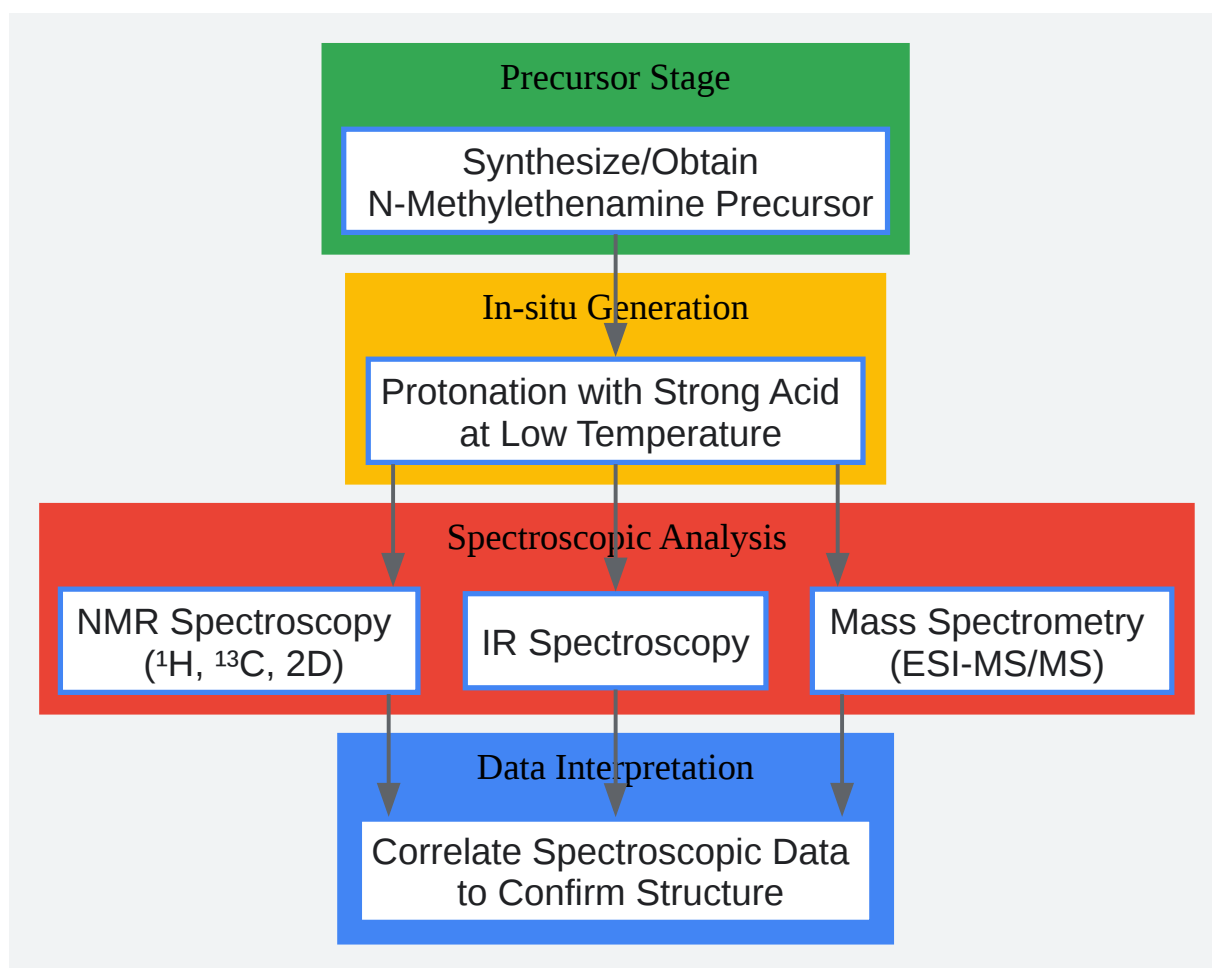 Precursor Stage
Synthesize/Obtain
N-Methylethenamine Precursor
In-situ Generation
Protonation with Strong Acid
at Low Temperature
Spectroscopic Analysis
NMR Spectroscopy
(¹H, ¹³C, 2D)
IR Spectroscopy
Mass Spectrometry
(ESI-MS/MS)
Data Interpretation
Correlate Spectroscopic Data
to Confirm Structure